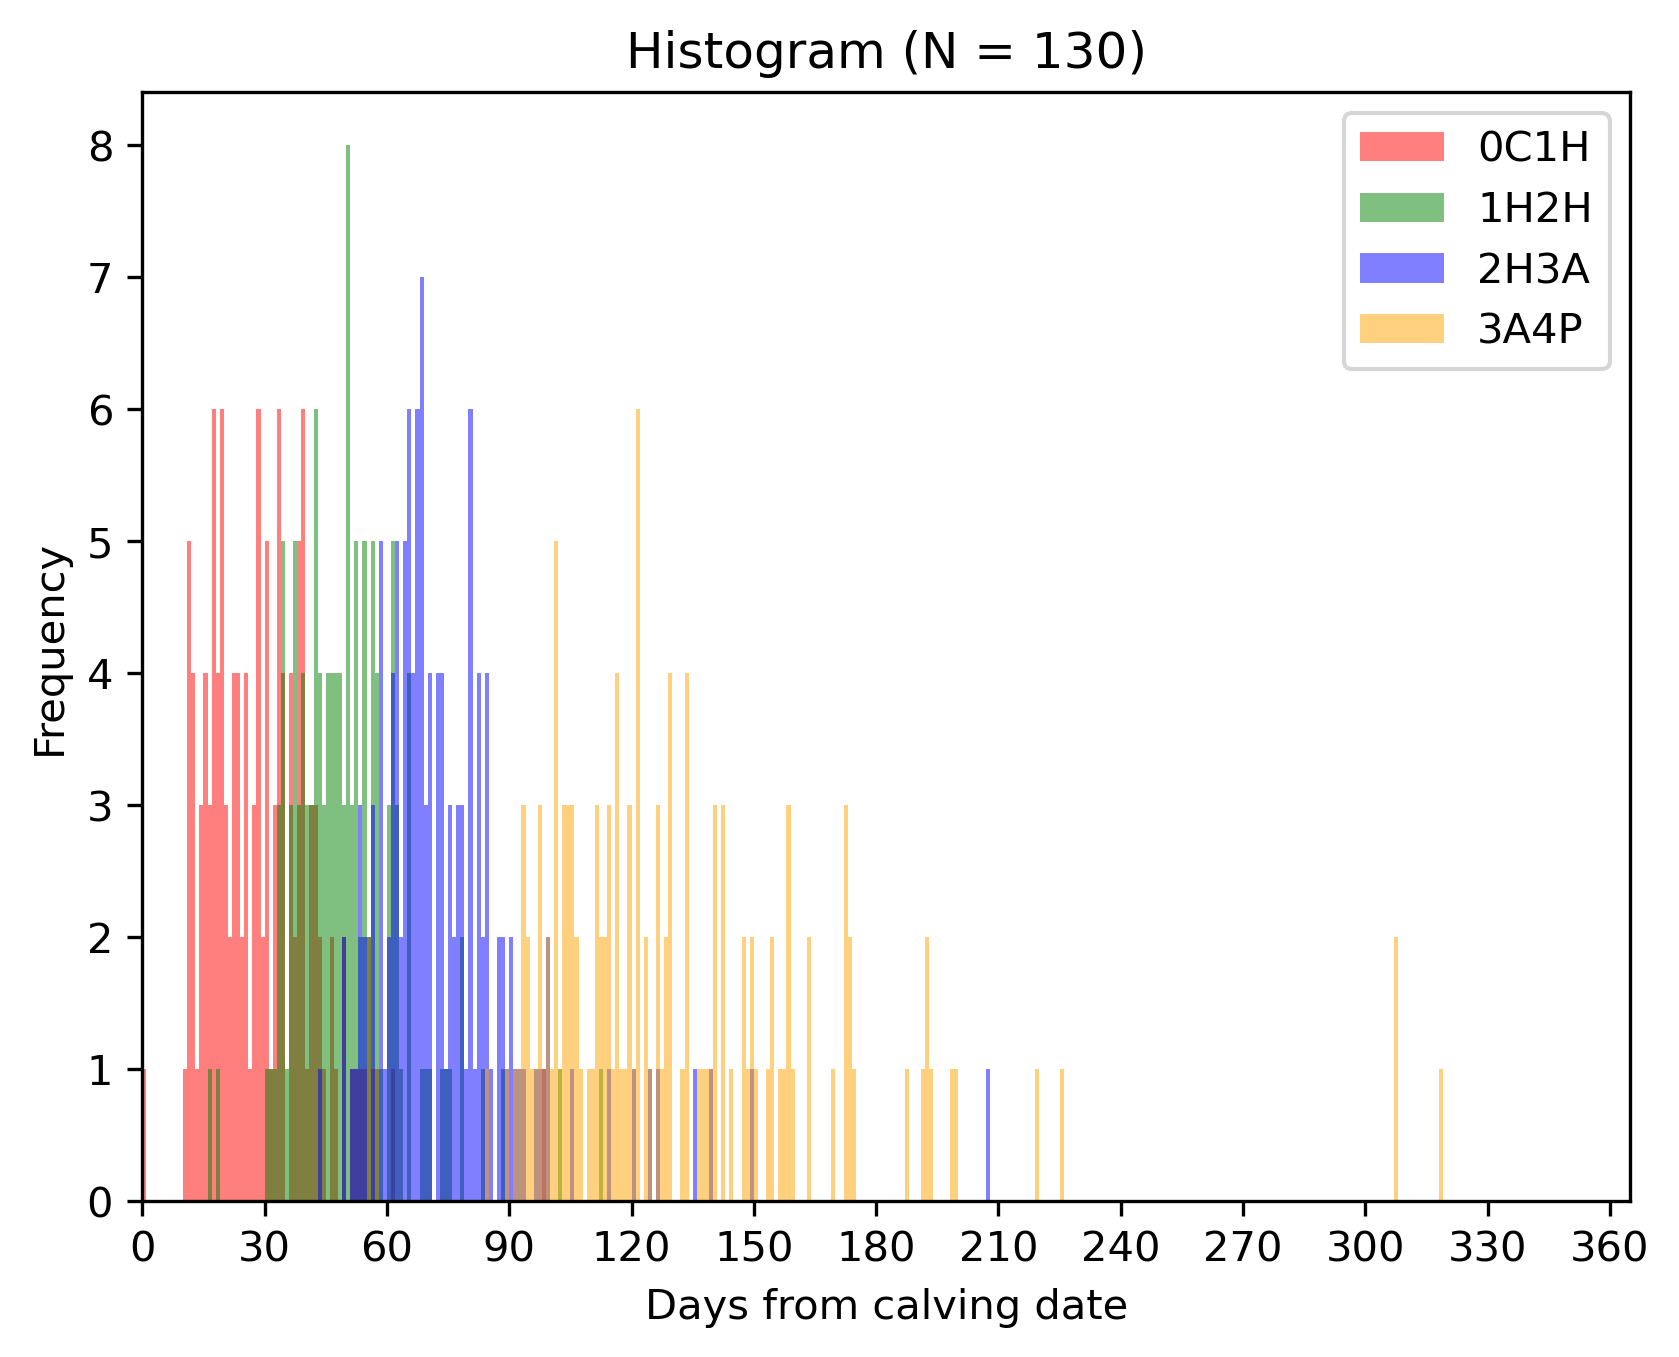 Histogram (N = 130)
0C1H
1H2H
2H3A
3A4P
8
7
6
5
4
3
2
1
0
Frequency
0 30 60 90 120 150 180 210 240 270 300 330 360
Days from calving date